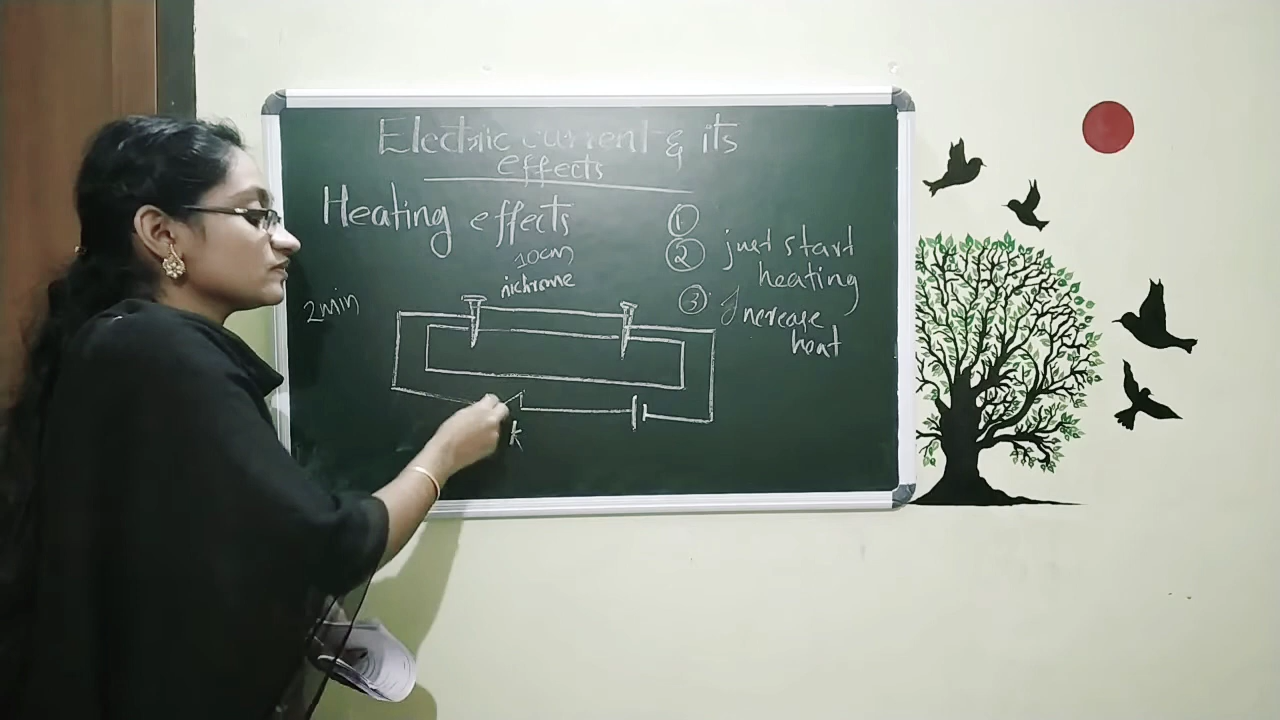 Electric current & its
effects
Heating effects
10cm
nichrome
2min
k
①
② just start
heating
③ Increase
heat